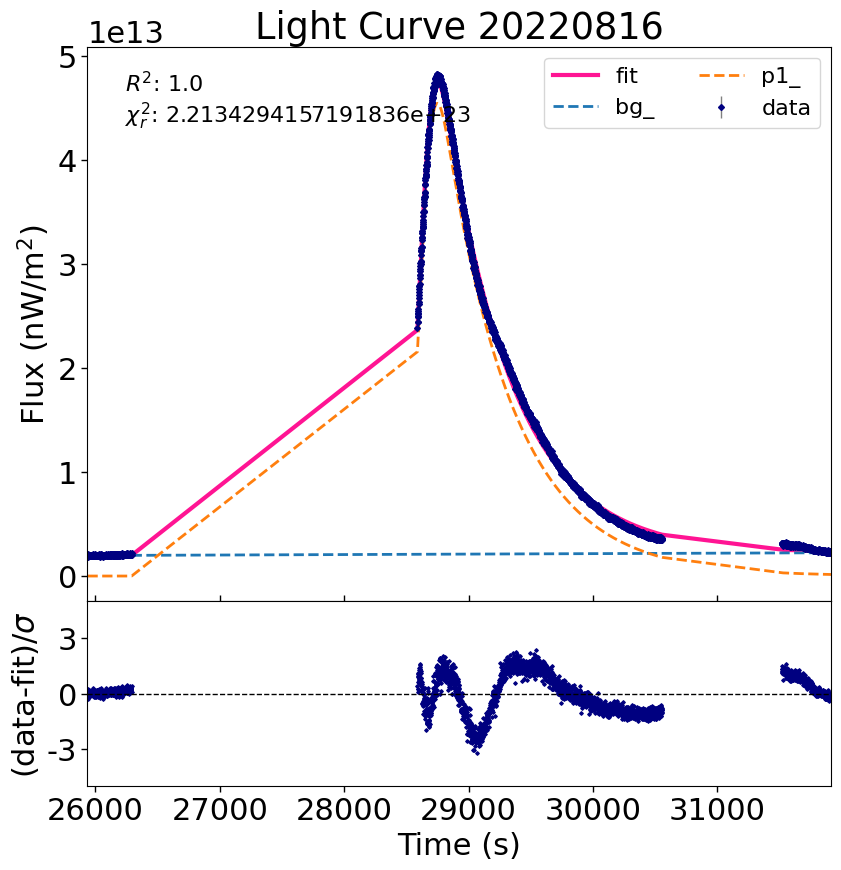 Light Curve 20220816
1e13
R²: 1.0
χ²ᵣ: 2.2134294157191836e+23
fit
bg_
p1_
data
Flux (nW/m²)
5
4
3
2
1
0
(data-fit)/σ
3
0
-3
26000 27000 28000 29000 30000 31000
Time (s)